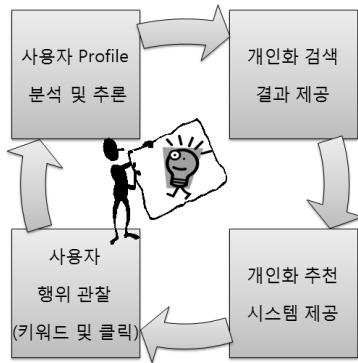 사용자 Profile
분석 및 추론
개인화 검색
결과 제공
사용자
행위 관찰
(키워드 및 클릭)
개인화 추천
시스템 제공